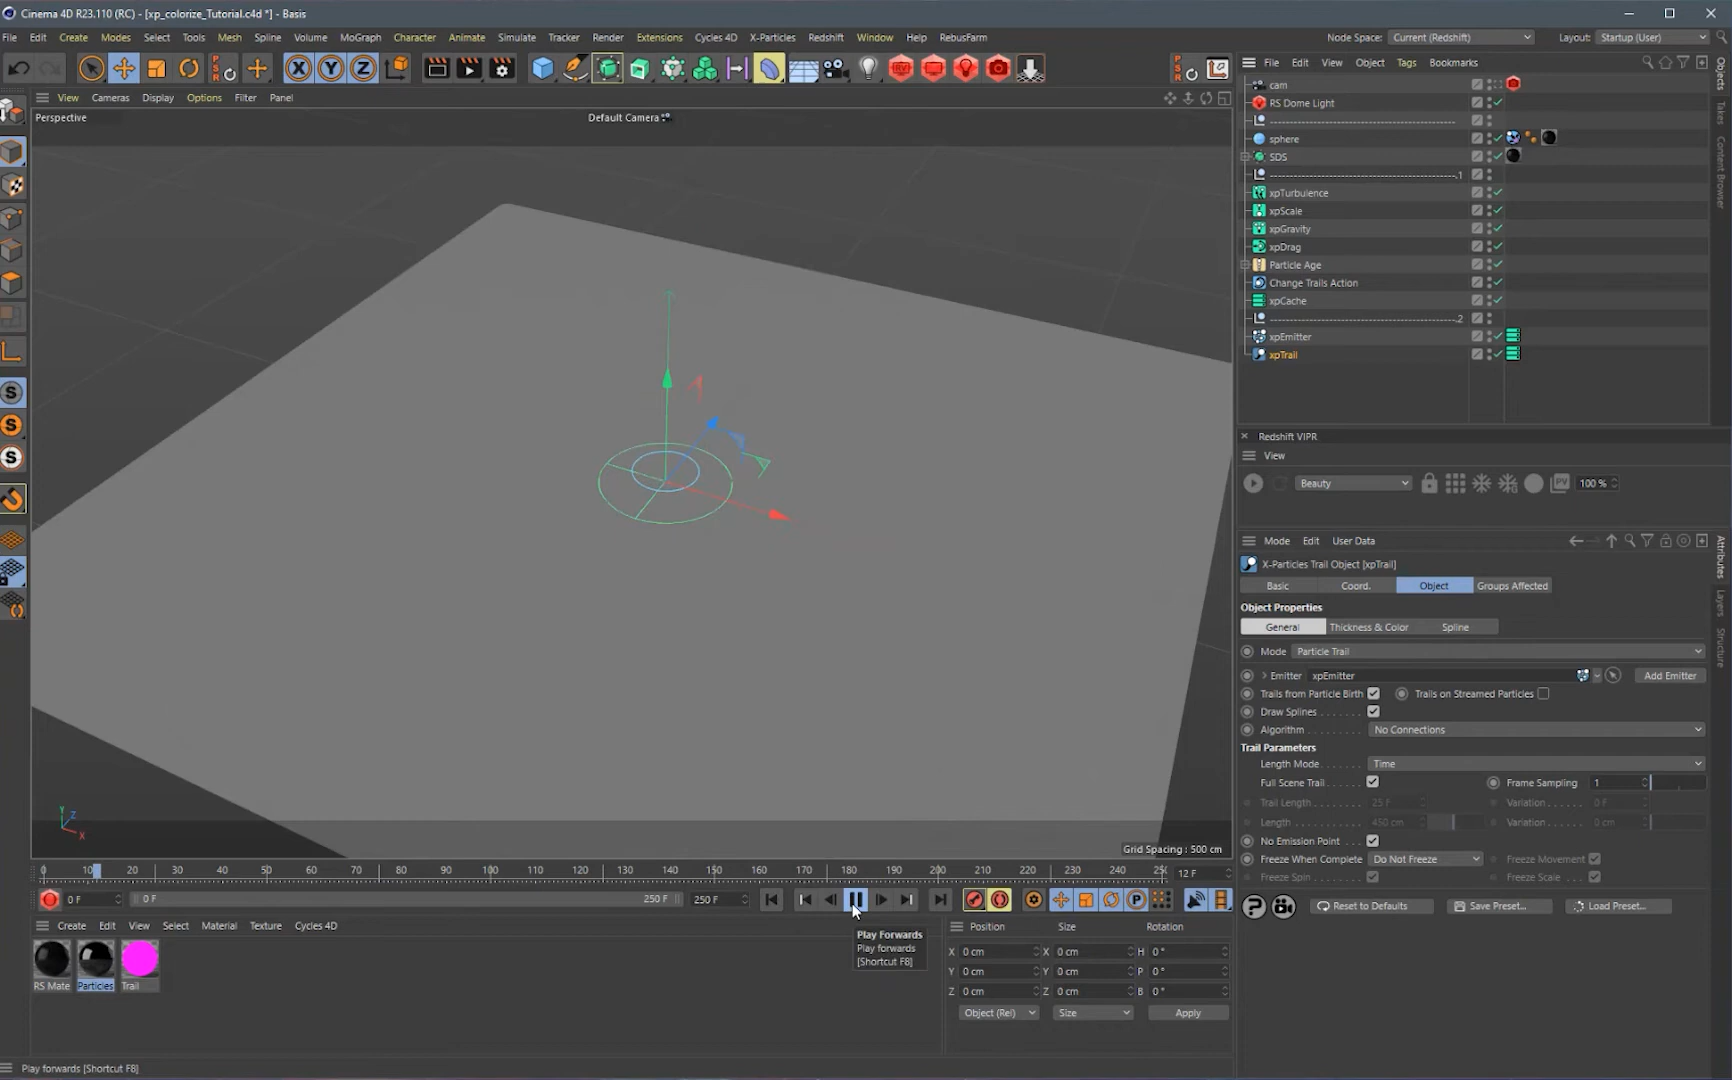 Cinema 4D R23.110 (RC) - [xp_colorize_Tutorial.c4d *] - Basis
File Edit Create Modes Select Tools Mesh Spline Volume MoGraph Character Animate Simulate Tracker Render Extensions Cycles 4D X-Particles Redshift Window Help RebusFarm Node Space: Current (Redshift) Layout: Startup (User)
View Cameras Display Options Filter Panel
Perspective
Default Camera
Grid Spacing : 500 cm
File Edit View Object Tags Bookmarks
cam
RS Dome Light
sphere
SDS
.1
xpTurbulence
xpScale
xpGravity
xpDrag
Particle Age
Change Trails Action
xpCache
.2
xpEmitter
xpTrail
Objects
Takes
Content Browser
Redshift VIPR
View
Beauty 100 %
Mode Edit User Data
Attributes
Layers
Structure
X-Particles Trail Object [xpTrail]
Basic Coord. Object Groups Affected
Object Properties
General Thickness & Color Spline
Mode Particle Trail
> Emitter xpEmitter Add Emitter
Trails from Particle Birth Trails on Streamed Particles
Draw Splines
Algorithm No Connections
Trail Parameters
Length Mode Time
Full Scene Trail Frame Sampling 1
Trail Length 25 F Variation 0 F
Length 450 cm Variation 0 cm
No Emission Point
Freeze When Complete Do Not Freeze Freeze Movement
Freeze Spin Freeze Scale
Reset to Defaults Save Preset... Load Preset...
0 10 20 30 40 50 60 70 80 90 100 110 120 130 140 150 160 170 180 190 200 210 220 230 240 25( 12 F
0 F 0 F 250 F 250 F
Play Forwards
Play forwards
[Shortcut F8]
Create Edit View Select Material Texture Cycles 4D
RS Mate Particles Trail
Position Size Rotation
X 0 cm X 0 cm H 0 °
Y 0 cm Y 0 cm P 0 °
Z 0 cm Z 0 cm B 0 °
Object (Rel) Size Apply
Play forwards [Shortcut F8]